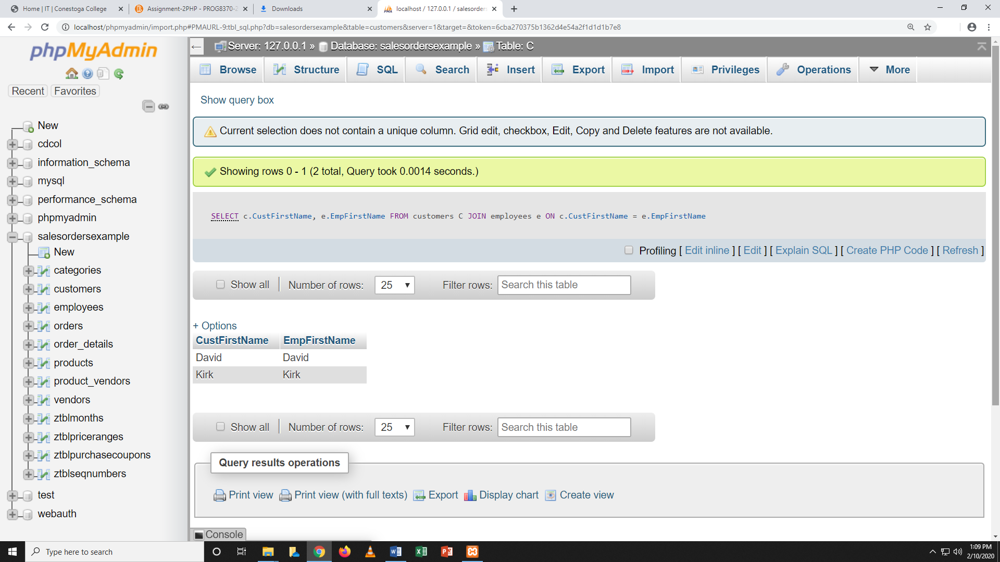 Home | IT | Conestoga College
Assignment-2PHP - PROG8370-2
Downloads
localhost / 127.0.0.1 / salesorders
localhost/phpmyadmin/import.php#PMAURL-9:tbl_sql.php?db=salesordersexample&table=customers&server=1&target=&token=6cba270375b1362d4e54a2f1d1d1b7e8
phpMyAdmin
Recent Favorites
New
cdcol
information_schema
mysql
performance_schema
phpmyadmin
salesordersexample
New
categories
customers
employees
orders
order_details
products
product_vendors
vendors
ztblmonths
ztblpriceranges
ztblpurchasecoupons
ztblseqnumbers
test
webauth
Server: 127.0.0.1 » Database: salesordersexample » Table: C
Browse Structure SQL Search Insert Export Import Privileges Operations More
Show query box
Current selection does not contain a unique column. Grid edit, checkbox, Edit, Copy and Delete features are not available.
Showing rows 0 - 1 (2 total, Query took 0.0014 seconds.)
SELECT c.CustFirstName, e.EmpFirstName FROM customers C JOIN employees e ON c.CustFirstName = e.EmpFirstName
Profiling [ Edit inline ] [ Edit ] [ Explain SQL ] [ Create PHP Code ] [ Refresh ]
Show all Number of rows: 25 Filter rows: Search this table
+ Options
CustFirstName EmpFirstName
David David
Kirk Kirk
Show all Number of rows: 25 Filter rows: Search this table
Query results operations
Print view Print view (with full texts) Export Display chart Create view
Console
Type here to search
1:09 PM
2/10/2020